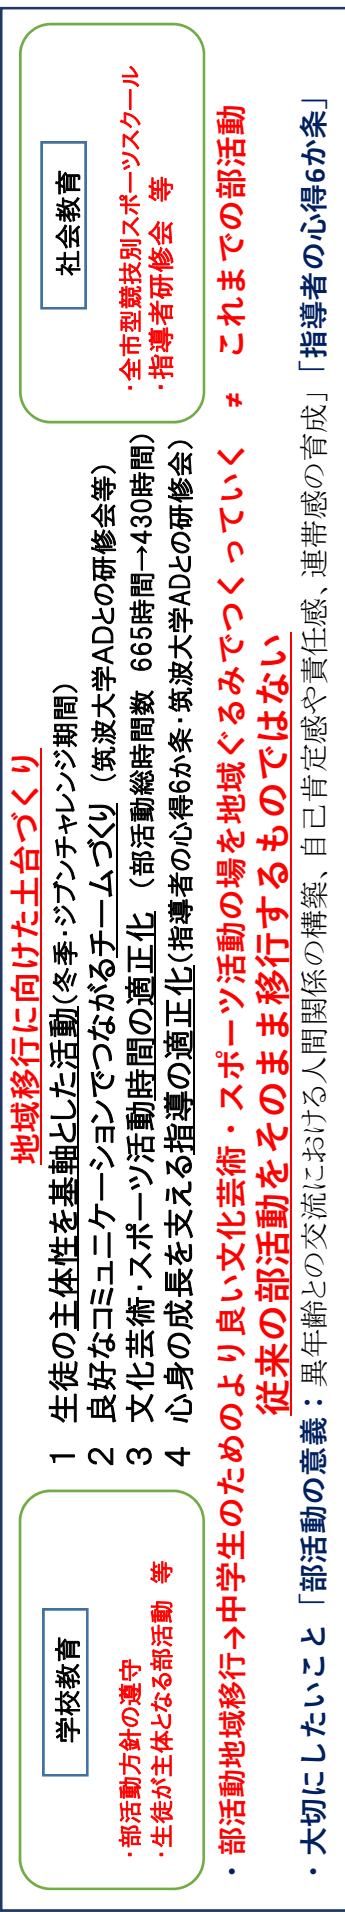 地域移行に向けた土台づくり
学校教育
・部活動方針の遵守
・生徒が主体となる部活動 等
1 生徒の主体性を基軸とした活動(冬季・ジブンチャレンジ期間)
2 良好なコミュニケーションでつながるチームづくり (筑波大学ADとの研修会等)
3 文化芸術・スポーツ活動時間の適正化 (部活動総時間数 665時間→430時間)
4 心身の成長を支える指導の適正化(指導者の心得6か条・筑波大学ADとの研修会)
社会教育
・全市型競技別スポーツスクール
・指導者研修会 等
・部活動地域移行→中学生のためのより良い文化芸術・スポーツ活動の場を地域ぐるみでつくっていく ≠ これまでの部活動
従来の部活動をそのまま移行するものではない
・大切にしたいこと「部活動の意義：異年齢との交流における人間関係の構築、自己肯定感や責任感、連帯感の育成」「指導者の心得6か条」